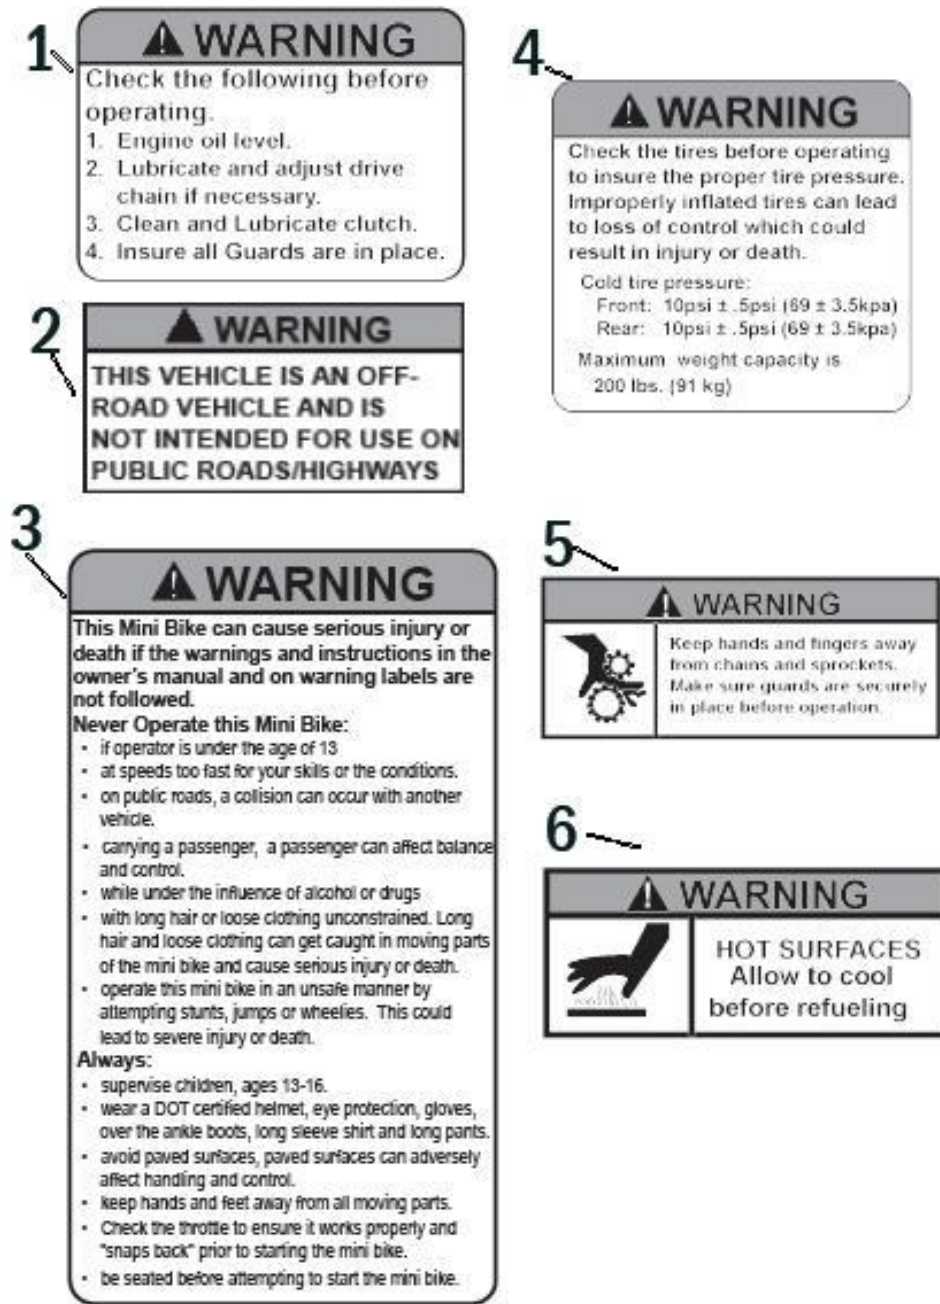 1
WARNING
Check the following before
operating.
1. Engine oil level.
2. Lubricate and adjust drive
chain if necessary.
3. Clean and Lubricate clutch.
4. Insure all Guards are in place.
2
WARNING
THIS VEHICLE IS AN OFF-
ROAD VEHICLE AND IS
NOT INTENDED FOR USE ON
PUBLIC ROADS/HIGHWAYS
3
WARNING
This Mini Bike can cause serious injury or
death if the warnings and instructions in the
owner's manual and on warning labels are
not followed.
Never Operate this Mini Bike:
• if operator is under the age of 13
• at speeds too fast for your skills or the conditions.
• on public roads, a collision can occur with another
vehicle.
• carrying a passenger, a passenger can affect balance
and control.
• while under the influence of alcohol or drugs
• with long hair or loose clothing unconstrained. Long
hair and loose clothing can get caught in moving parts
of the mini bike and cause serious injury or death.
• operate this mini bike in an unsafe manner by
attempting stunts, jumps or wheelies. This could
lead to severe injury or death.
Always:
• supervise children, ages 13-16.
• wear a DOT certified helmet, eye protection, gloves,
over the ankle boots, long sleeve shirt and long pants.
• avoid paved surfaces, paved surfaces can adversely
affect handling and control.
• keep hands and feet away from all moving parts.
• Check the throttle to ensure it works properly and
"snaps back" prior to starting the mini bike.
• be seated before attempting to start the mini bike.
4
WARNING
Check the tires before operating
to insure the proper tire pressure.
Improperly inflated tires can lead
to loss of control which could
result in injury or death.
Cold tire pressure:
Front: 10psi ± .5psi (69 ± 3.5kpa)
Rear: 10psi ± .5psi (69 ± 3.5kpa)
Maximum weight capacity is
200 lbs. (91 kg)
5
WARNING
Keep hands and fingers away
from chains and sprockets.
Make sure guards are securely
in place before operation.
6
WARNING
HOT SURFACES
Allow to cool
before refueling